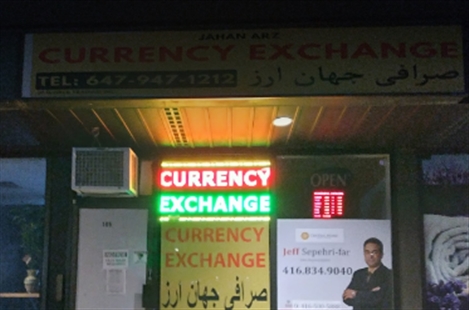 JAHAN ARZ
CURRENCY EXCHANGE
TEL: 647-947-1212
صرافی جهان ارز
CURRENCY
EXCHANGE
OPEN
195
CURRENCY
EXCHANGE
صرافی جهان ارز
Jeff Sepehri-far
416.834.9040